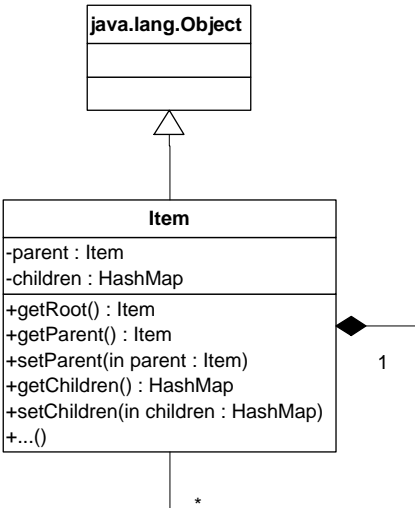 java.lang.Object
Item
-parent : Item
-children : HashMap
+getRoot() : Item
+getParent() : Item
+setParent(in parent : Item)
+getChildren() : HashMap
+setChildren(in children : HashMap)
+...()
1
*